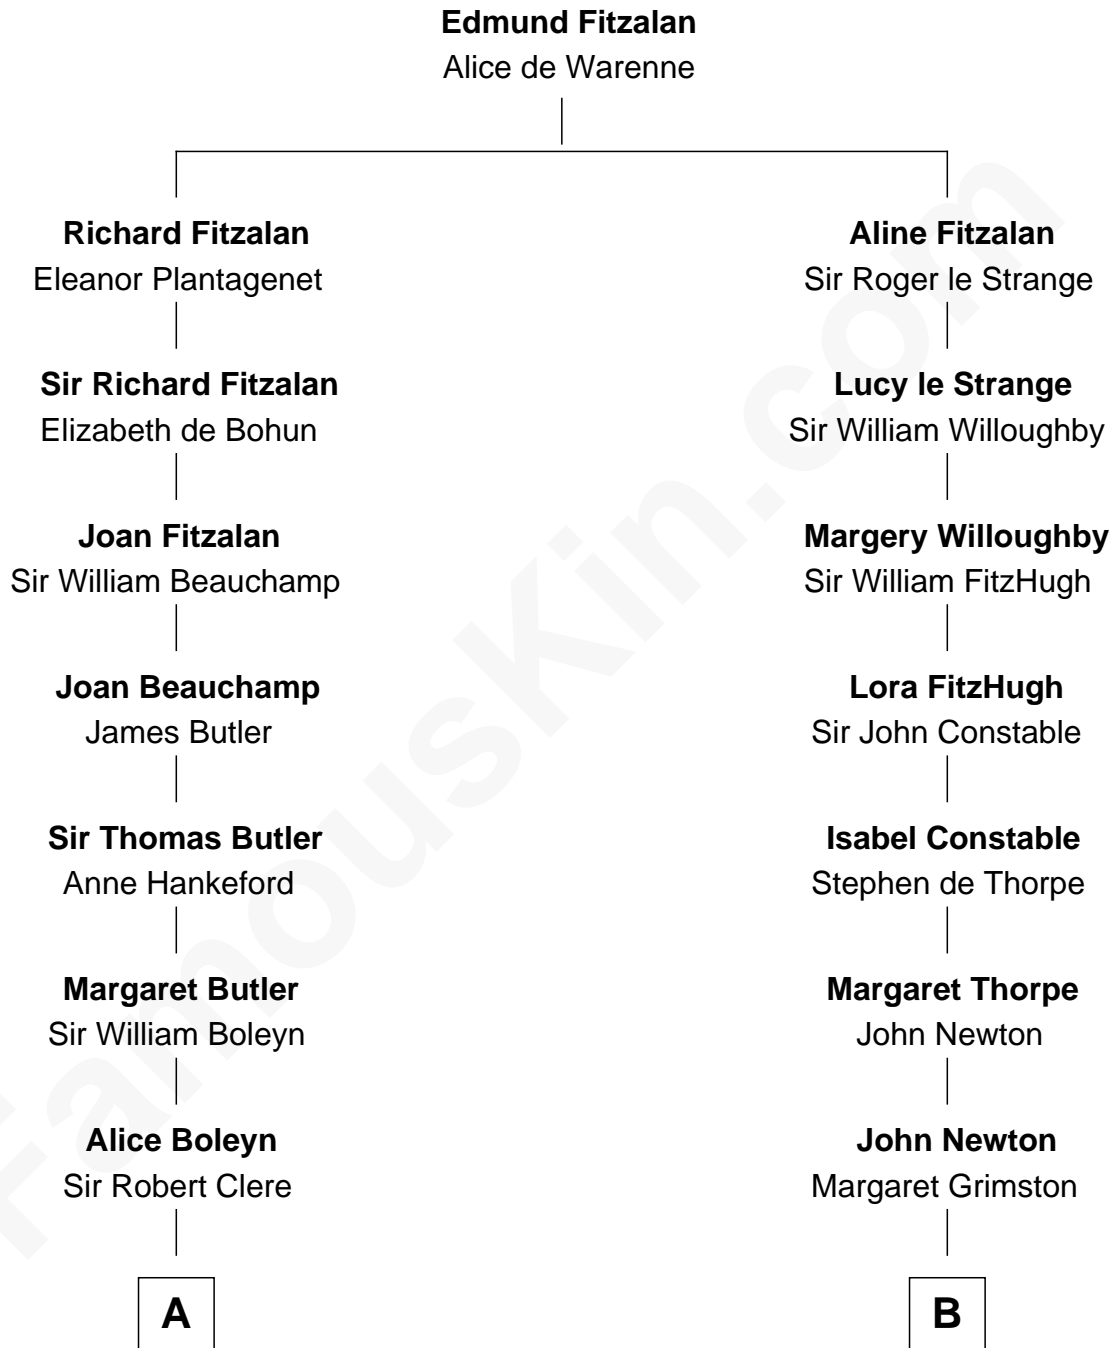 Edmund Fitzalan
Alice de Warenne
Richard Fitzalan
Eleanor Plantagenet
Sir Richard Fitzalan
Elizabeth de Bohun
Joan Fitzalan
Sir William Beauchamp
Joan Beauchamp
James Butler
Sir Thomas Butler
Anne Hankeford
Margaret Butler
Sir William Boleyn
Alice Boleyn
Sir Robert Clere
A
Aline Fitzalan
Sir Roger le Strange
Lucy le Strange
Sir William Willoughby
Margery Willoughby
Sir William FitzHugh
Lora FitzHugh
Sir John Constable
Isabel Constable
Stephen de Thorpe
Margaret Thorpe
John Newton
John Newton
Margaret Grimston
B
FamousKin.com